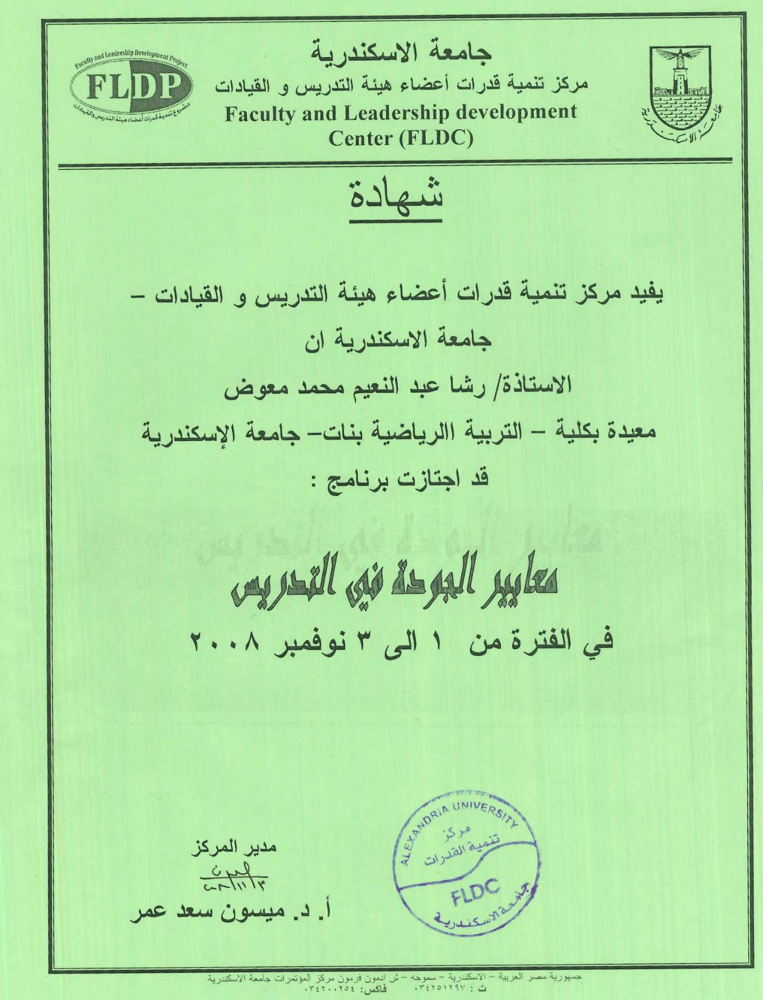 Faculty and Leadership Development Project
FLDP
مشروع تنمية قدرات أعضاء هيئة التدريس والقيادات
جامعة الاسكندرية
مركز تنمية قدرات أعضاء هيئة التدريس و القيادات
Faculty and Leadership development
Center (FLDC)
جامعة الاسكندرية
شهادة
يفيد مركز تنمية قدرات أعضاء هيئة التدريس و القيادات –
جامعة الاسكندرية ان
الاستاذة/ رشا عبد النعيم محمد معوض
معيدة بكلية – التربية االرياضية بنات– جامعة الإسكندرية
قد اجتازت برنامج :
معايير الجودة في التدريس
في الفترة من ١ الى ٣ نوفمبر ٢٠٠٨
ALEXANDRIA UNIVERSITY
مركز
تنمية القدرات
FLDC
جامعة الاسكندرية
مدير المركز
أ. د. ميسون سعد عمر
جمهورية مصر العربية – الاسكندرية – سموحه – ش ادمون فرمون مركز المؤتمرات جامعة الاسكندرية
ت : ٠٣٤٢٥١٢٩٧ فاكس: ٠٣٤٢٠٠٢٥٤